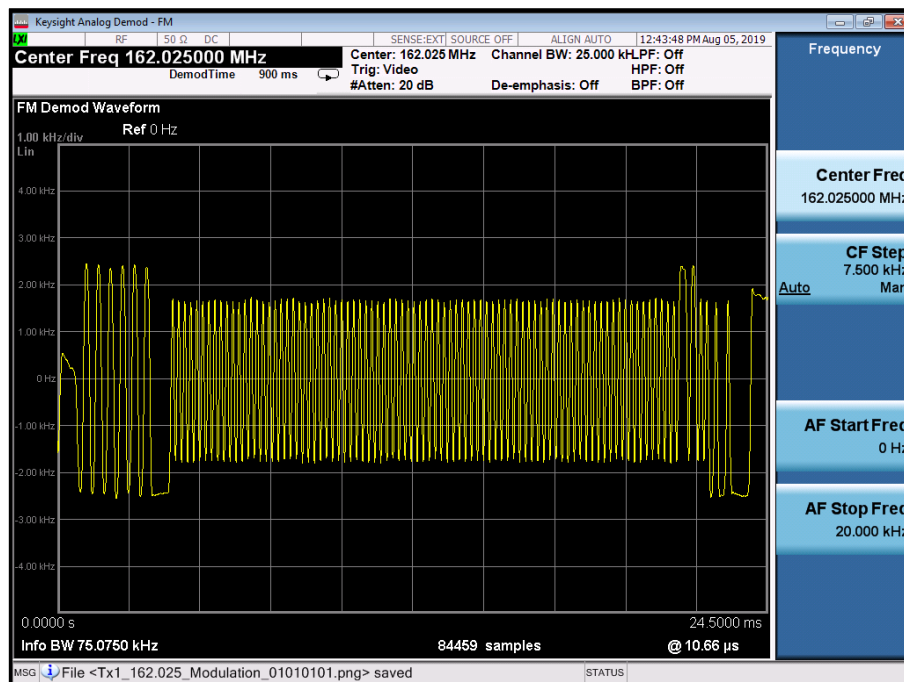 Keysight Analog Demod - FM
LXI RF 50 Ω DC SENSE:EXT SOURCE OFF ALIGN AUTO 12:43:48 PM Aug 05, 2019
Center Freq 162.025000 MHz
DemodTime 900 ms
Center: 162.025 MHz Channel BW: 25.000 kH LPF: Off
Trig: Video HPF: Off
#Atten: 20 dB De-emphasis: Off BPF: Off
FM Demod Waveform
1.00 kHz/div Ref 0 Hz
Lin
4.00 kHz
3.00 kHz
2.00 kHz
1.00 kHz
0 Hz
-1.00 kHz
-2.00 kHz
-3.00 kHz
-4.00 kHz
0.0000 s 24.5000 ms
Info BW 75.0750 kHz 84459 samples @ 10.66 µs
MSG File <Tx1_162.025_Modulation_01010101.png> saved STATUS
Frequency
Center Freq
162.025000 MHz
CF Step
7.500 kHz
Auto Man
AF Start Freq
0 Hz
AF Stop Freq
20.000 kHz